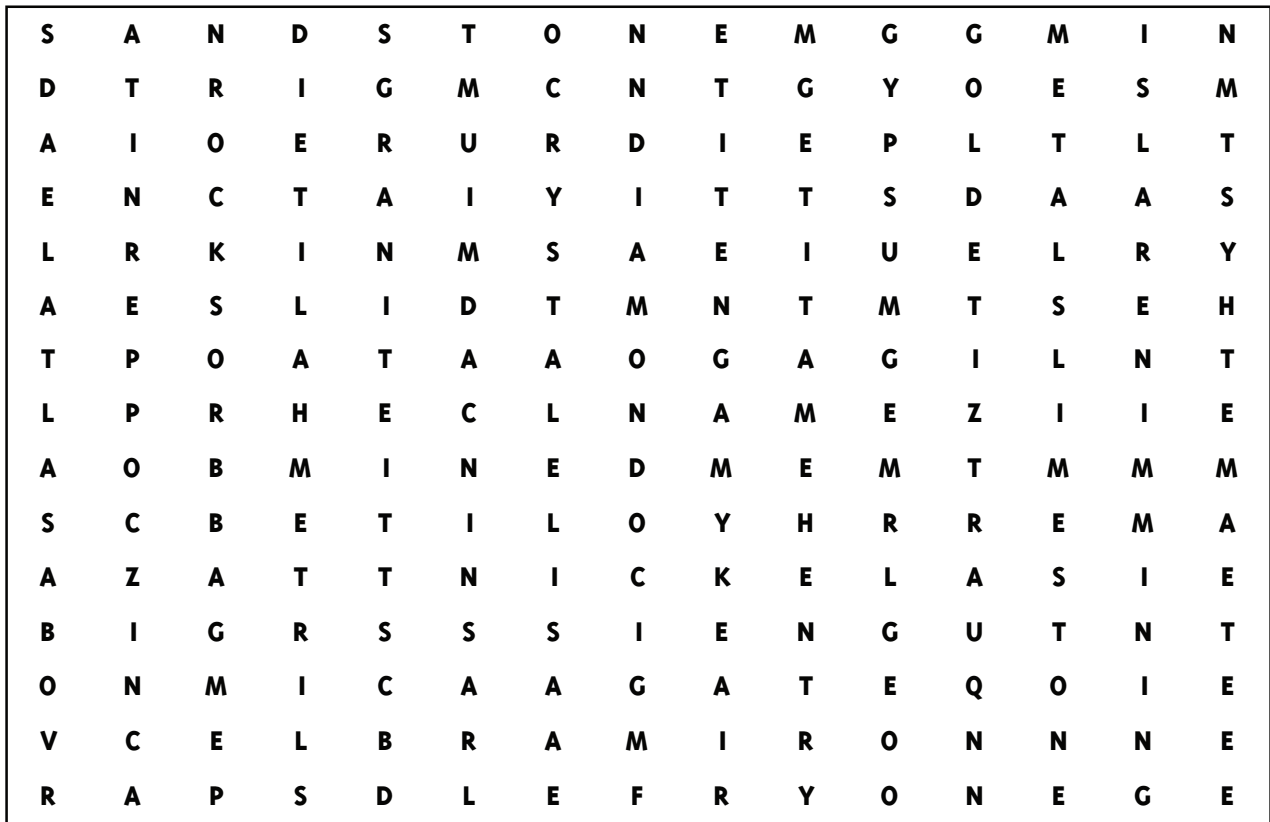 S A N D S T O N E M G G M I N
D T R I G M C N T G Y O E S M
A I O E R U R D I E P L T L T
E N C T A I Y I T T S D A A S
L R K I N M S A E I U E L R Y
A E S L I D T M N T M T S E H
T P O A T A A O G A G I L N T
L P R H E C L N A M E Z I I E
A O B M I N E D M E M T M M M
S C B E T I L O Y H R R E M A
A Z A T T N I C K E L A S I E
B I G R S S S I E N G U T N T
O N M I C A A G A T E Q O I E
V C E L B R A M I R O N N N E
R A P S D L E F R Y O N E G E